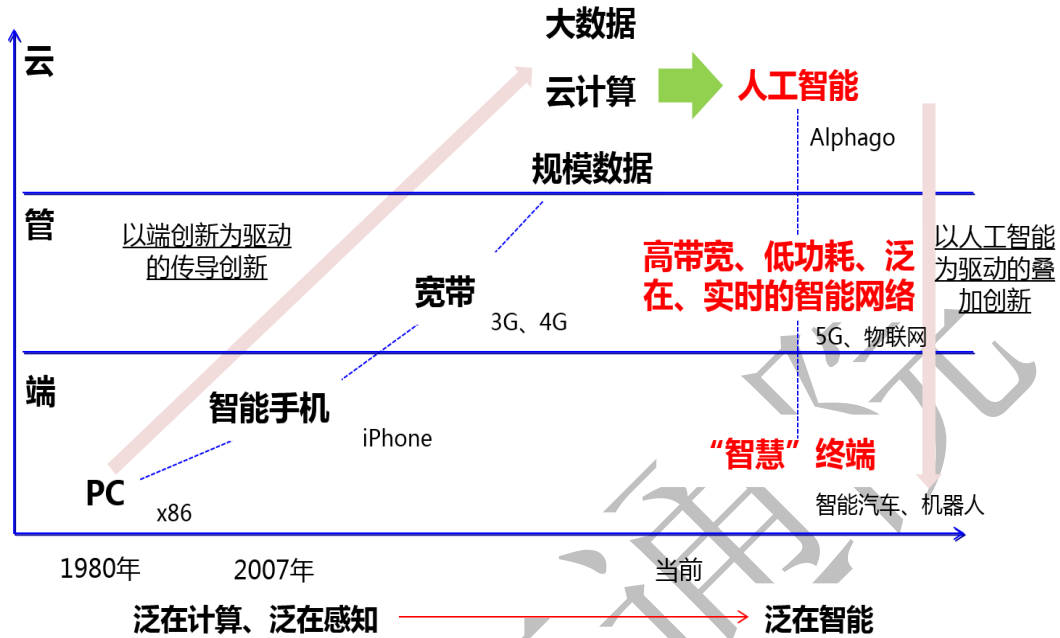 大数据
云
云计算
人工智能
Alphago
规模数据
管
以端创新为驱动
的传导创新
高带宽、低功耗、泛
在、实时的智能网络
以人工智能
为驱动的叠
加创新
宽带
3G、4G
5G、物联网
端
智能手机
iPhone
“智慧”终端
PC
x86
智能汽车、机器人
1980年
2007年
当前
泛在计算、泛在感知
泛在智能
通院